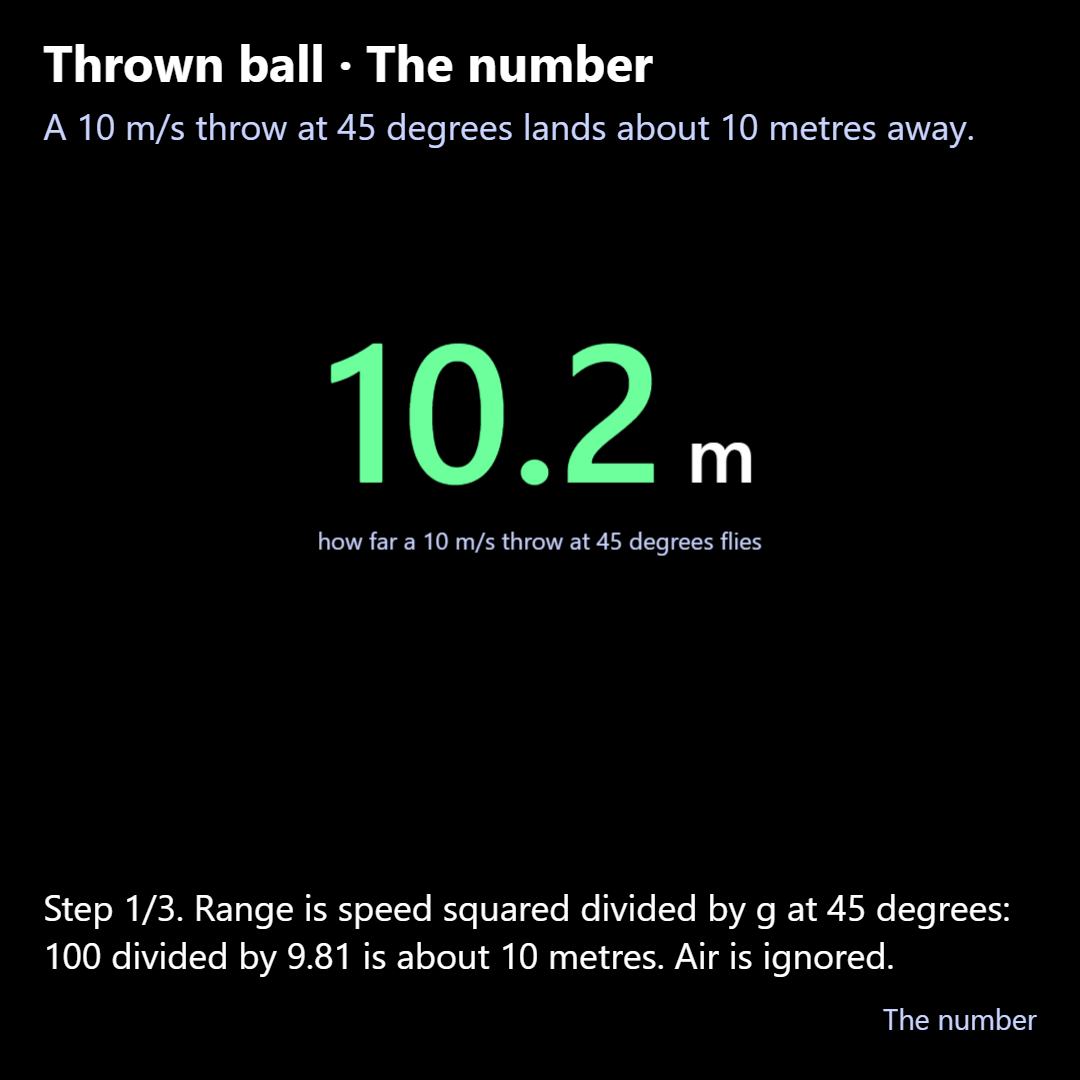 Thrown ball · The number
A 10 m/s throw at 45 degrees lands about 10 metres away.
10.2 m
how far a 10 m/s throw at 45 degrees flies
Step 1/3. Range is speed squared divided by g at 45 degrees:
100 divided by 9.81 is about 10 metres. Air is ignored.
The number